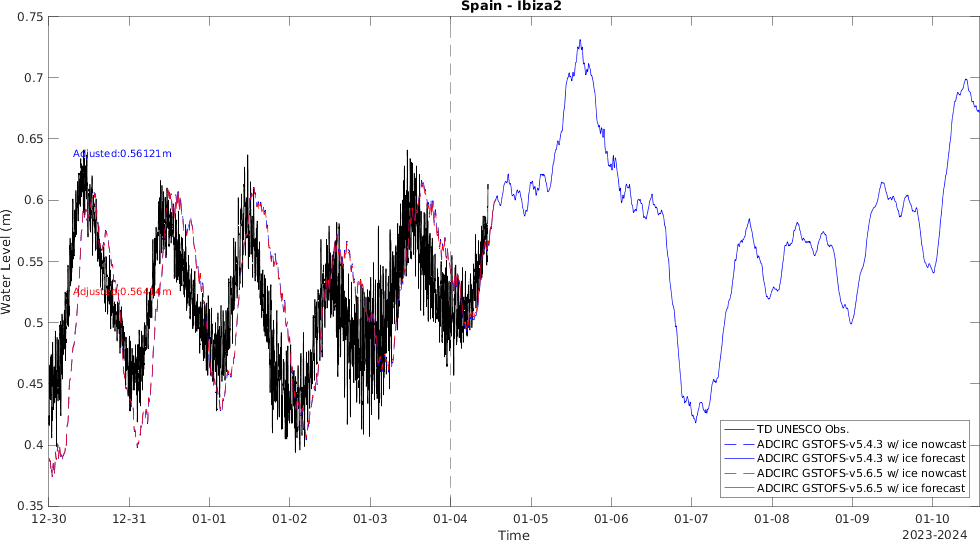 Spain - Ibiza2
0.75
0.7
0.65
0.6
0.55
0.5
0.45
0.4
0.35
Water Level (m)
Adjusted:0.56121m
TD UNESCO Obs.
ADCIRC GSTOFS-v5.4.3 w/ ice nowcast
ADCIRC GSTOFS-v5.4.3 w/ ice forecast
ADCIRC GSTOFS-v5.6.5 w/ ice nowcast
ADCIRC GSTOFS-v5.6.5 w/ ice forecast
12-30 12-31 01-01 01-02 01-03 01-04 01-05 01-06 01-07 01-08 01-09 01-10
Time
2023-2024